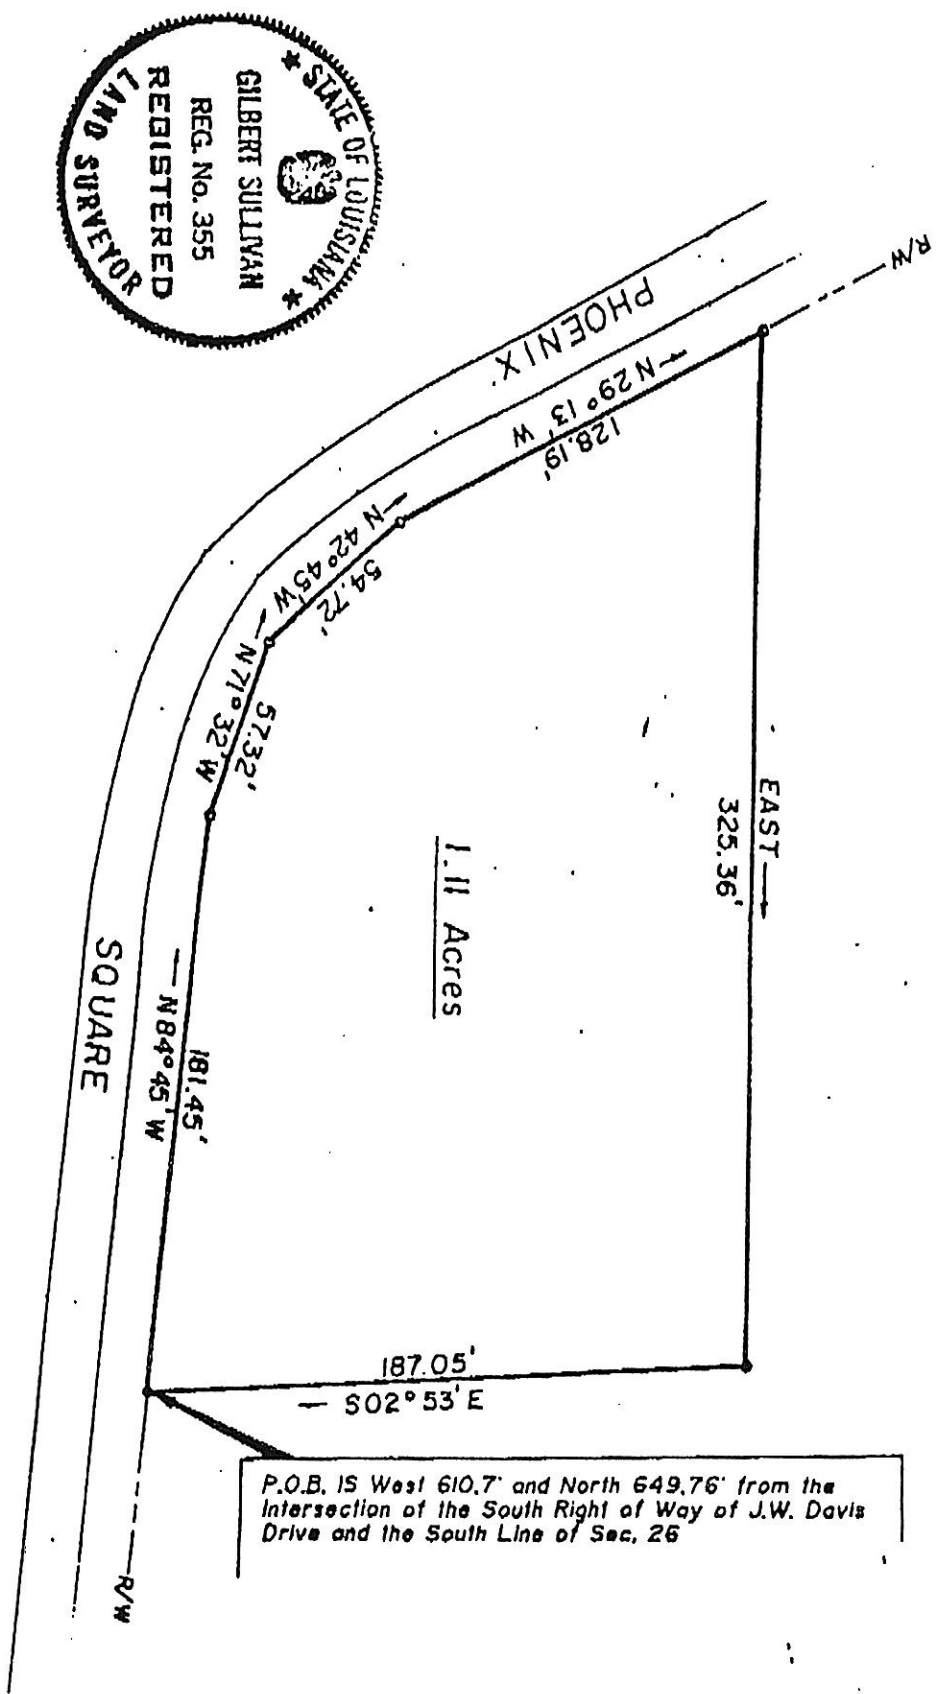 ★ STATE OF LOUISIANA ★
GILBERT SULLIVAN
REG. No. 355
REGISTERED
LAND SURVEYOR
R/W
PHOENIX
N 29° 13' W
128.19'
N 42° 45' W
54.72'
N 71° 32' W
57.32'
EAST
325.36'
1.11 Acres
SQUARE
181.45'
N 84° 45' W
187.05'
S 02° 53' E
P.O.B. IS West 610.7' and North 649.76' from the
Intersection of the South Right of Way of J.W. Davis
Drive and the South Line of Sec. 26
R/W